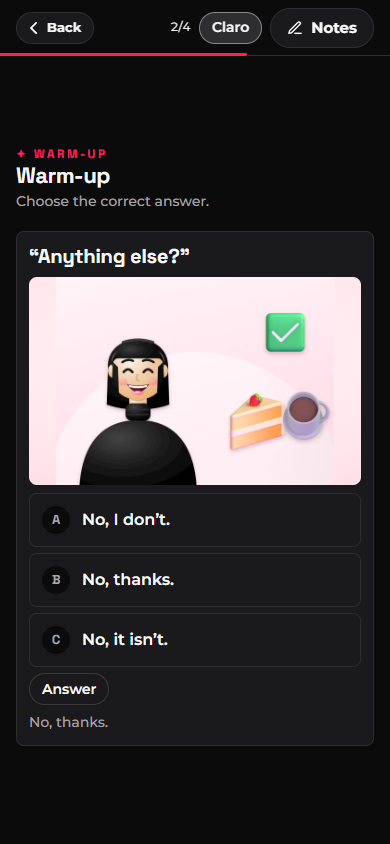 Back
2/4
Claro
Notes
✦ WARM-UP
Warm-up
Choose the correct answer.
“Anything else?”
A No, I don’t.
B No, thanks.
C No, it isn’t.
Answer
No, thanks.